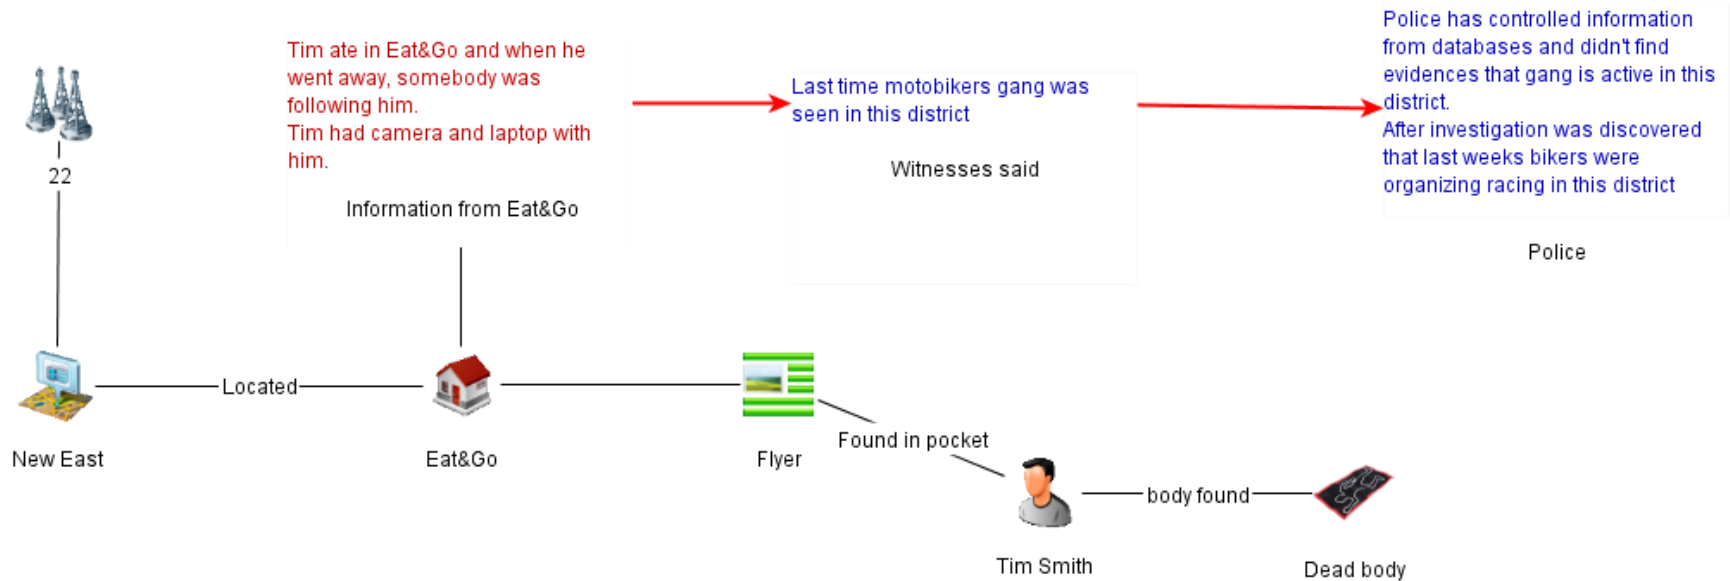 Tim ate in Eat&Go and when he
went away, somebody was
following him.
Tim had camera and laptop with
him.
Information from Eat&Go
Last time motobikers gang was
seen in this district
Witnesses said
Police has controlled information
from databases and didn't find
evidences that gang is active in this
district.
After investigation was discovered
that last weeks bikers were
organizing racing in this district
Police
22
Located
New East
Eat&Go
Flyer
Found in pocket
body found
Tim Smith
Dead body